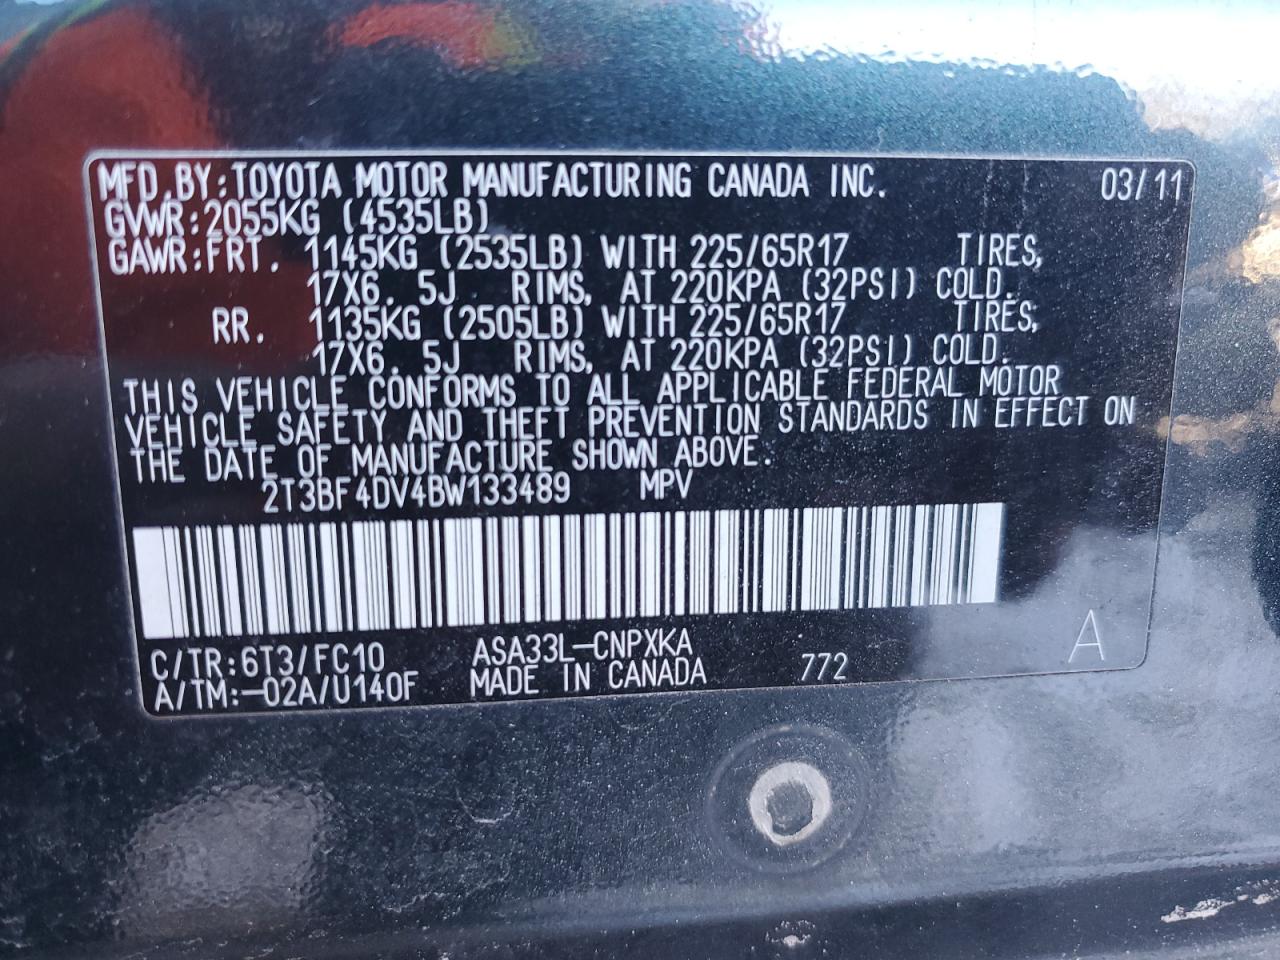 MFD.BY:TOYOTA MOTOR MANUFACTURING CANADA INC. 03/11
GVWR:2055KG (4535LB)
GAWR:FRT. 1145KG (2535LB) WITH 225/65R17 TIRES,
17X6.5J RIMS, AT 220KPA (32PSI) COLD.
RR. 1135KG (2505LB) WITH 225/65R17 TIRES,
17X6.5J RIMS, AT 220KPA (32PSI) COLD.
THIS VEHICLE CONFORMS TO ALL APPLICABLE FEDERAL MOTOR
VEHICLE SAFETY AND THEFT PREVENTION STANDARDS IN EFFECT ON
THE DATE OF MANUFACTURE SHOWN ABOVE.
2T3BF4DV4BW133489 MPV
C/TR:6T3/FC10 ASA33L-CNPXKA A
A/TM:-02A/U140F MADE IN CANADA 772